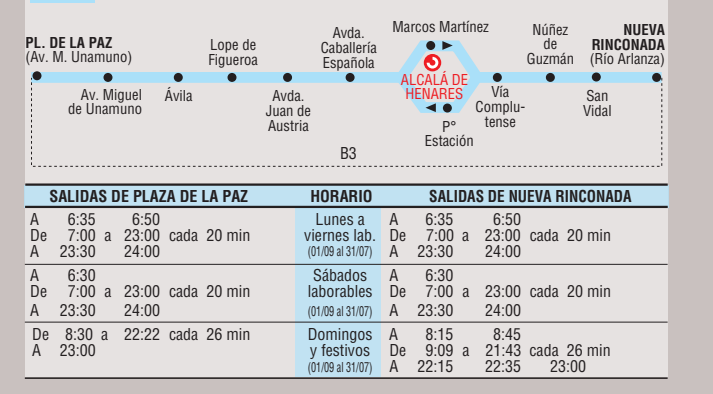 PL. DE LA PAZ
(Av. M. Unamuno)
Av. Miguel
de Unamuno
Ávila
Lope de
Figueroa
Avda.
Juan de
Austria
Avda.
Caballería
Española
Marcos Martínez
ALCALÁ DE
HENARES
Pº
Estación
Vía
Complu-
tense
Núñez
de
Guzmán
San
Vidal
NUEVA
RINCONADA
(Río Arlanza)
B3
SALIDAS DE PLAZA DE LA PAZ HORARIO SALIDAS DE NUEVA RINCONADA
A 6:35 6:50 Lunes a A 6:35 6:50
De 7:00 a 23:00 cada 20 min viernes lab. De 7:00 a 23:00 cada 20 min
A 23:30 24:00 (01/09 al 31/07) A 23:30 24:00
A 6:30 Sábados A 6:30
De 7:00 a 23:00 cada 20 min laborables De 7:00 a 23:00 cada 20 min
A 23:30 24:00 (01/09 al 31/07) A 23:30 24:00
De 8:30 a 22:22 cada 26 min Domingos A 8:15 8:45
A 23:00 y festivos De 9:09 a 21:43 cada 26 min
(01/09 al 31/07) A 22:15 22:35 23:00